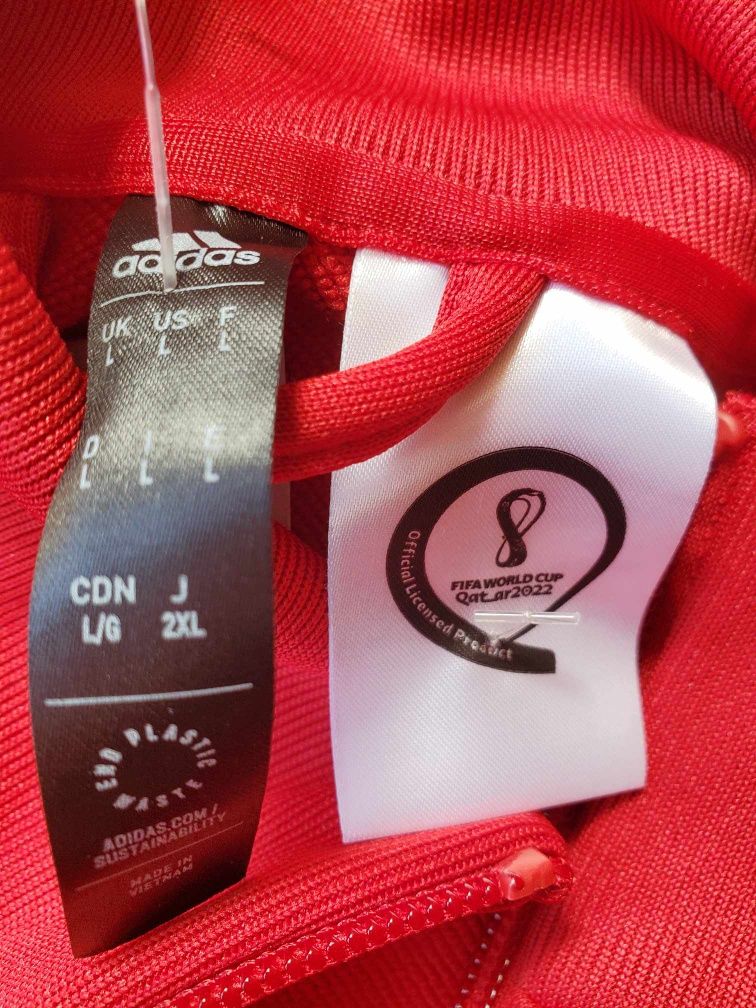 adidas
UK US F
L L L
D I E
L L L
CDN J
L/G 2XL
END PLASTIC WASTE
ADIDAS.COM/
SUSTAINABILITY
MADE IN
VIETNAM
FIFA WORLD CUP
Qat_ar2022
Official Licensed Product